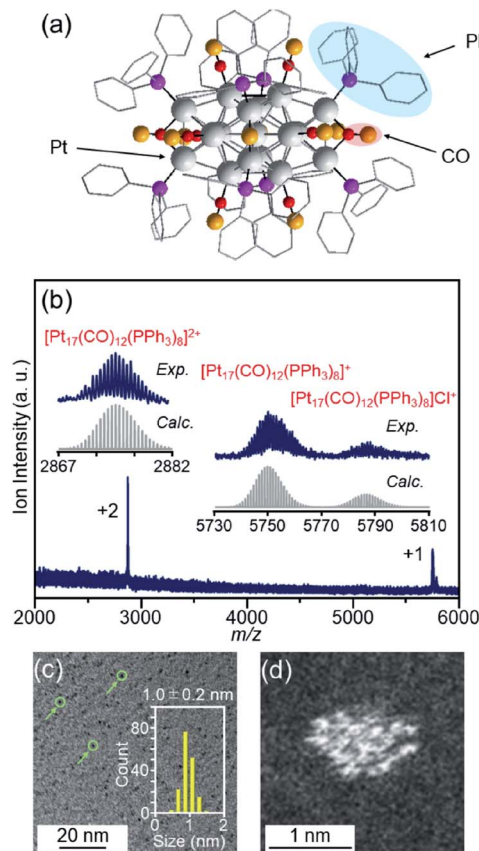 (a)
Pt
CO
(b)
[Pt17(CO)12(PPh3)8]2+
Exp.
Calc.
2867 2882
[Pt17(CO)12(PPh3)8]+
[Pt17(CO)12(PPh3)8]Cl+
Exp.
Calc.
5730 5750 5770 5790 5810
+2
+1
Ion Intensity (a. u.)
2000 3000 4000 5000 6000
m/z
(c)
1.0 ± 0.2 nm
80
40
0
Count
0 1 2
Size (nm)
20 nm
(d)
1 nm